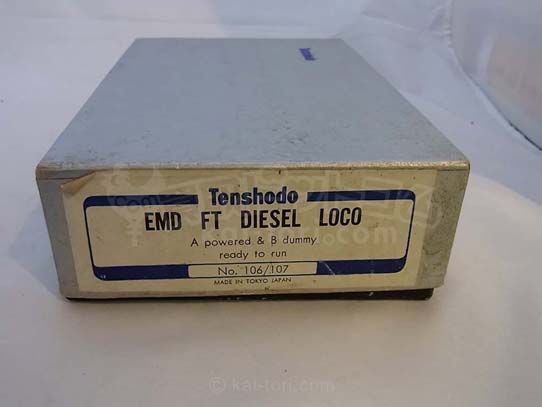 Tenshodo
EMD FT DIESEL LOCO
A powered & B dummy
ready to run
No. 106/107
MADE IN TOKYO JAPAN
© kai-tori.com